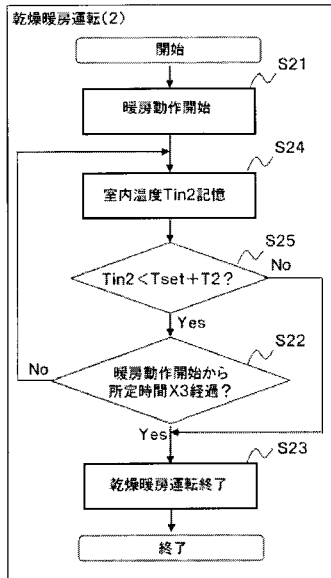 乾燥暖房運転(2)
開始
S21
暖房動作開始
S24
室内温度Tin2記憶
S25
Tin2<Tset+T2?
No
Yes
S22
No
暖房動作開始から
所定時間X3経過?
Yes
S23
乾燥暖房運転終了
終了